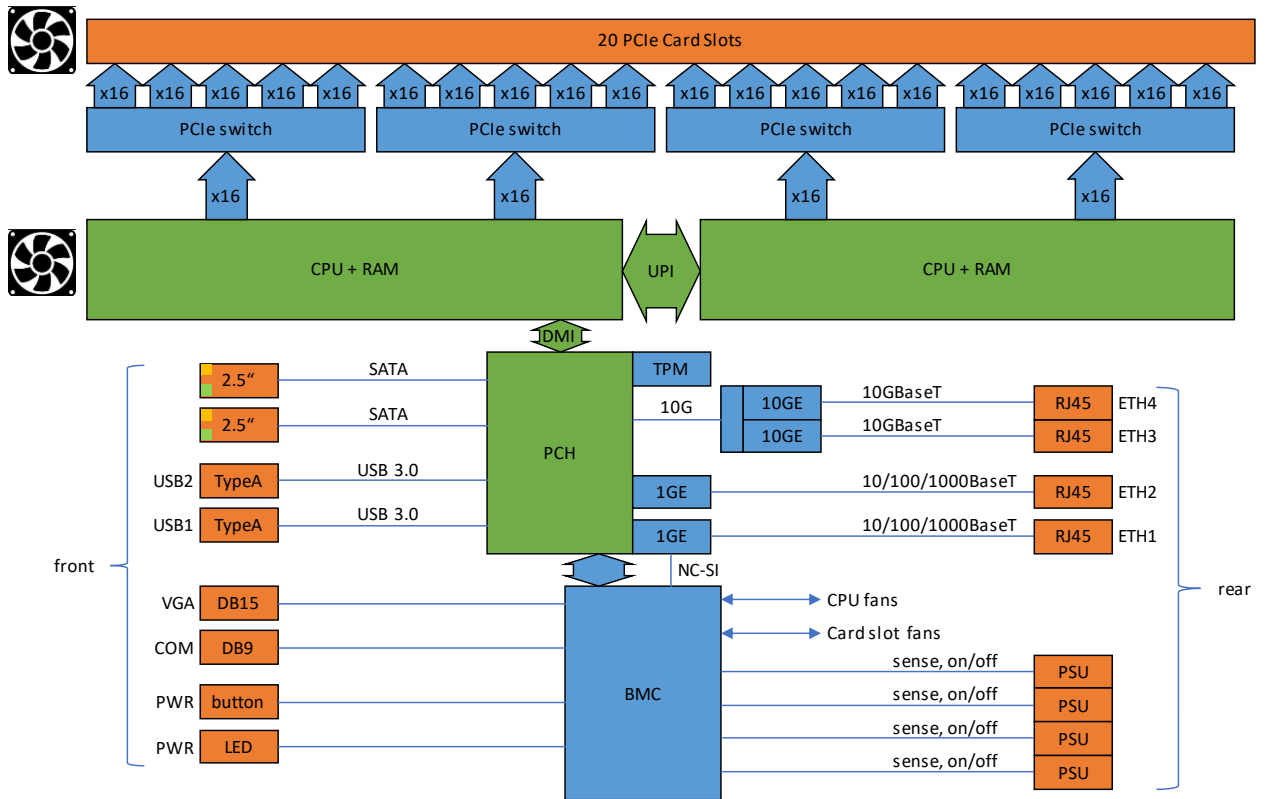 20 PCIe Card Slots
x16 x16 x16 x16 x16 x16 x16 x16 x16 x16 x16 x16 x16 x16 x16 x16 x16 x16 x16 x16
PCIe switch PCIe switch PCIe switch PCIe switch
x16 x16 x16 x16
CPU + RAM UPI CPU + RAM
DMI
2.5“ SATA TPM
10G 10GE 10GBaseT RJ45 ETH4
2.5“ SATA 10GE 10GBaseT RJ45 ETH3
PCH
USB2 TypeA USB 3.0 1GE 10/100/1000BaseT RJ45 ETH2
USB1 TypeA USB 3.0 1GE 10/100/1000BaseT RJ45 ETH1
front NC-SI rear
VGA DB15 CPU fans
COM DB9 Card slot fans
sense, on/off PSU
PWR button BMC sense, on/off PSU
PWR LED sense, on/off PSU
sense, on/off PSU